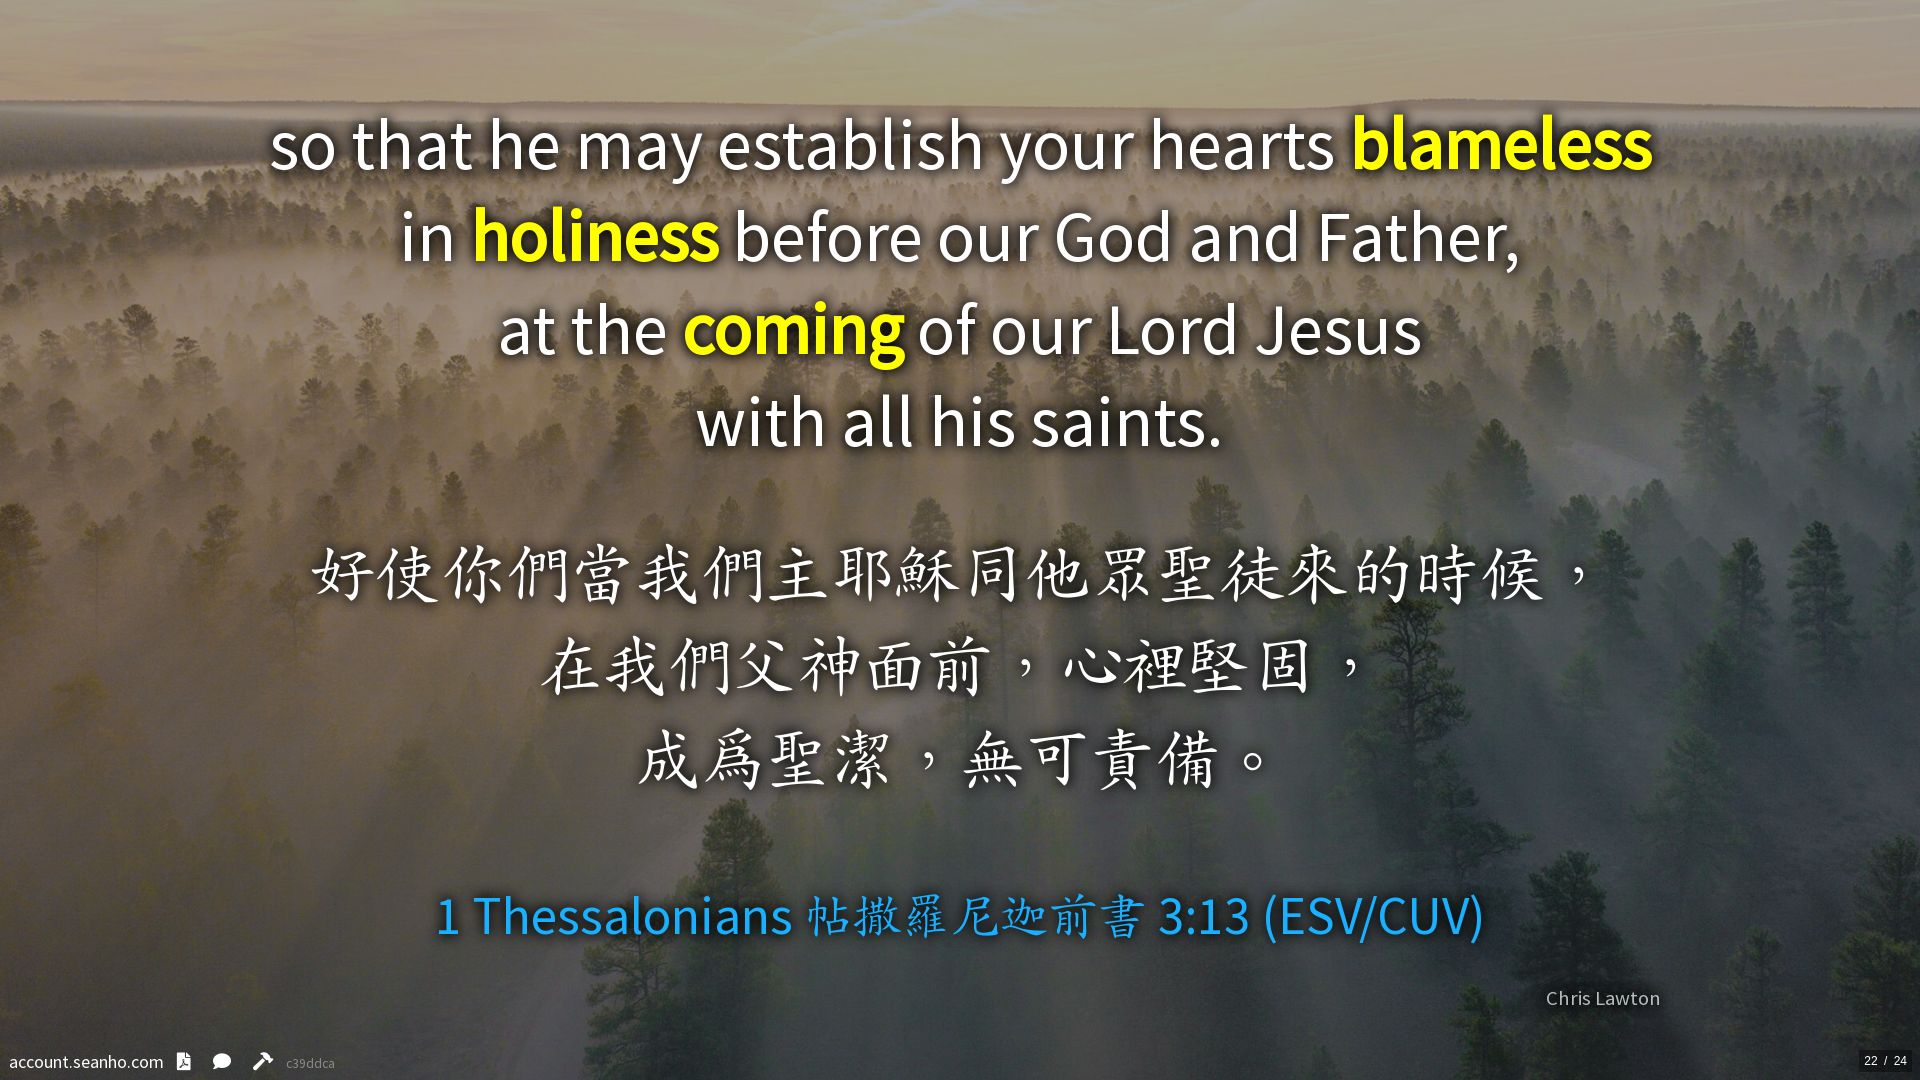 so that he may establish your hearts blameless
in holiness before our God and Father,
at the coming of our Lord Jesus
with all his saints.
好使你們當我們主耶穌同他眾聖徒來的時候，
在我們父神面前，心裡堅固，
成爲聖潔，無可責備。
1 Thessalonians 帖撒羅尼迦前書 3:13 (ESV/CUV)
Chris Lawton
account.seanho.com c39ddca
22 / 24